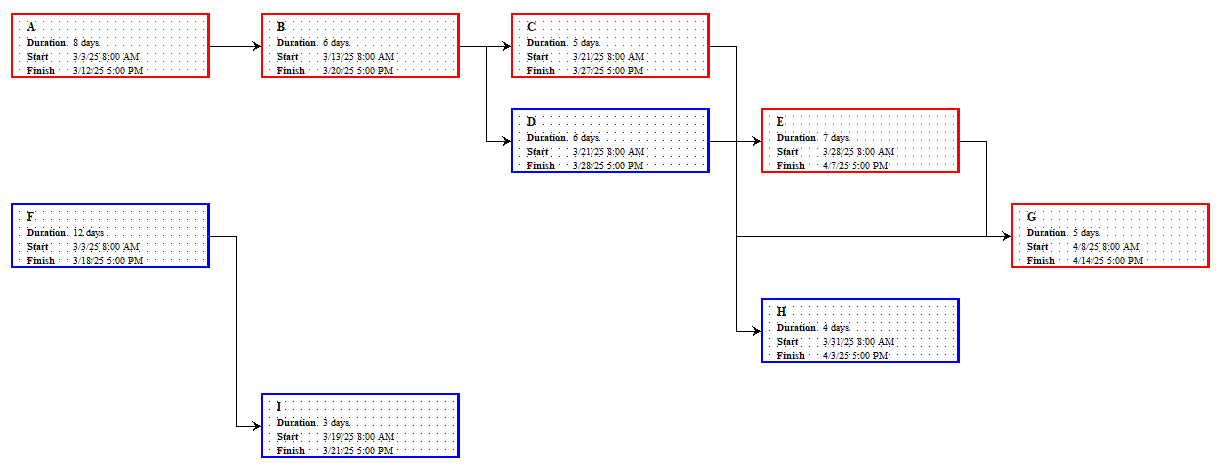 A
Duration 8 days
Start 3/3/25 8:00 AM
Finish 3/12/25 5:00 PM
B
Duration 6 days
Start 3/13/25 8:00 AM
Finish 3/20/25 5:00 PM
C
Duration 5 days
Start 3/21/25 8:00 AM
Finish 3/27/25 5:00 PM
D
Duration 6 days
Start 3/21/25 8:00 AM
Finish 3/28/25 5:00 PM
E
Duration 7 days
Start 3/28/25 8:00 AM
Finish 4/7/25 5:00 PM
F
Duration 12 days
Start 3/3/25 8:00 AM
Finish 3/18/25 5:00 PM
G
Duration 5 days
Start 4/8/25 8:00 AM
Finish 4/14/25 5:00 PM
H
Duration 4 days
Start 3/31/25 8:00 AM
Finish 4/3/25 5:00 PM
I
Duration 3 days
Start 3/19/25 8:00 AM
Finish 3/21/25 5:00 PM